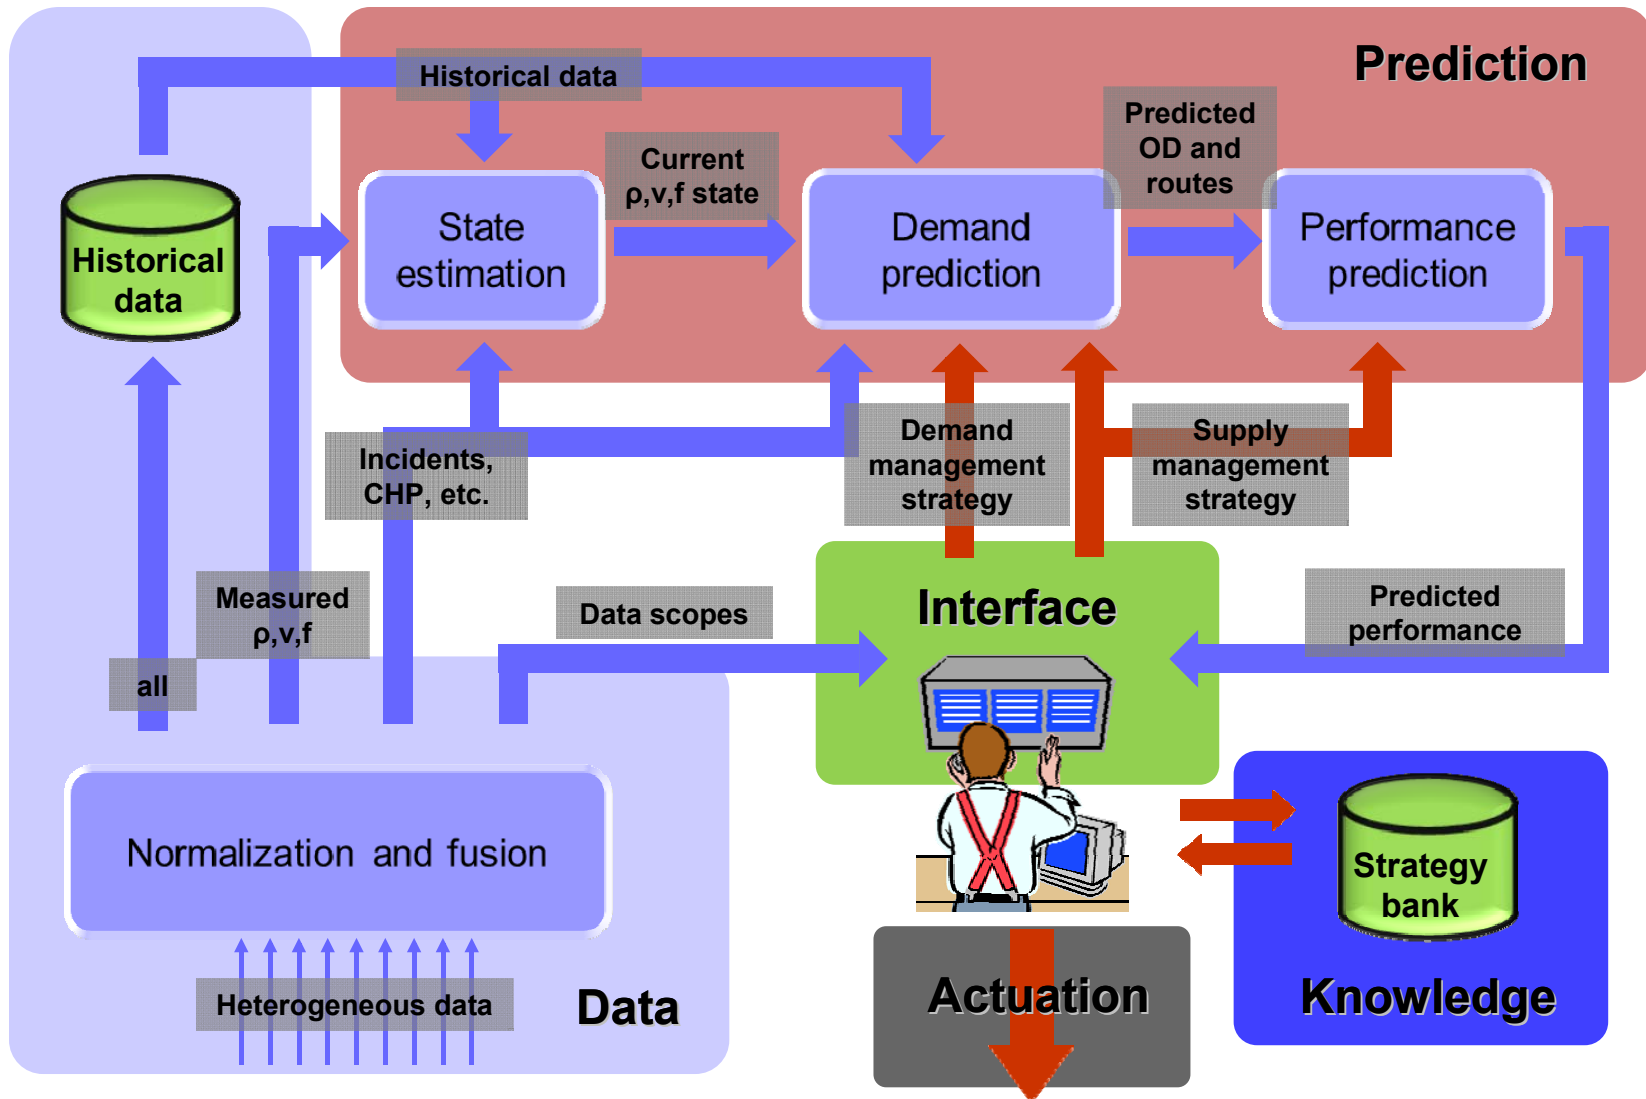 Prediction
Historical data
Predicted
OD and
routes
Current
ρ,v,f state
State
estimation
Demand
prediction
Performance
prediction
Historical
data
Incidents,
CHP, etc.
Demand
management
strategy
Supply
management
strategy
Measured
ρ,v,f
Data scopes
Interface
Predicted
performance
all
Normalization and fusion
Strategy
bank
Heterogeneous data
Data
Actuation
Knowledge